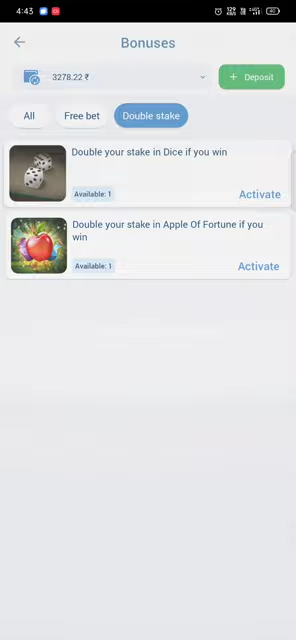 4:43
Bonuses
3278.22 ₹
+ Deposit
All
Free bet
Double stake
Double your stake in Dice if you win
Available: 1
Activate
Double your stake in Apple Of Fortune if you
win
Available: 1
Activate